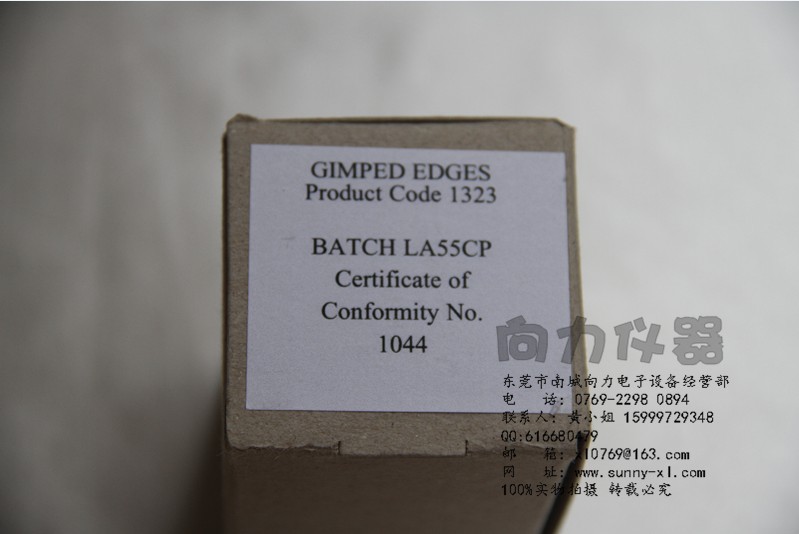 GIMPED EDGES
Product Code 1323
BATCH LA55CP
Certificate of
Conformity No.
1044
向力仪器
东莞市南城向力电子设备经营部
电 话: 0769-2298 0894
联系人: 黄小姐 15999729348
QQ:616680479
邮 箱: xl0769@163.com
网 址: www.sunny-xl.com
100%实物拍摄 转载必究